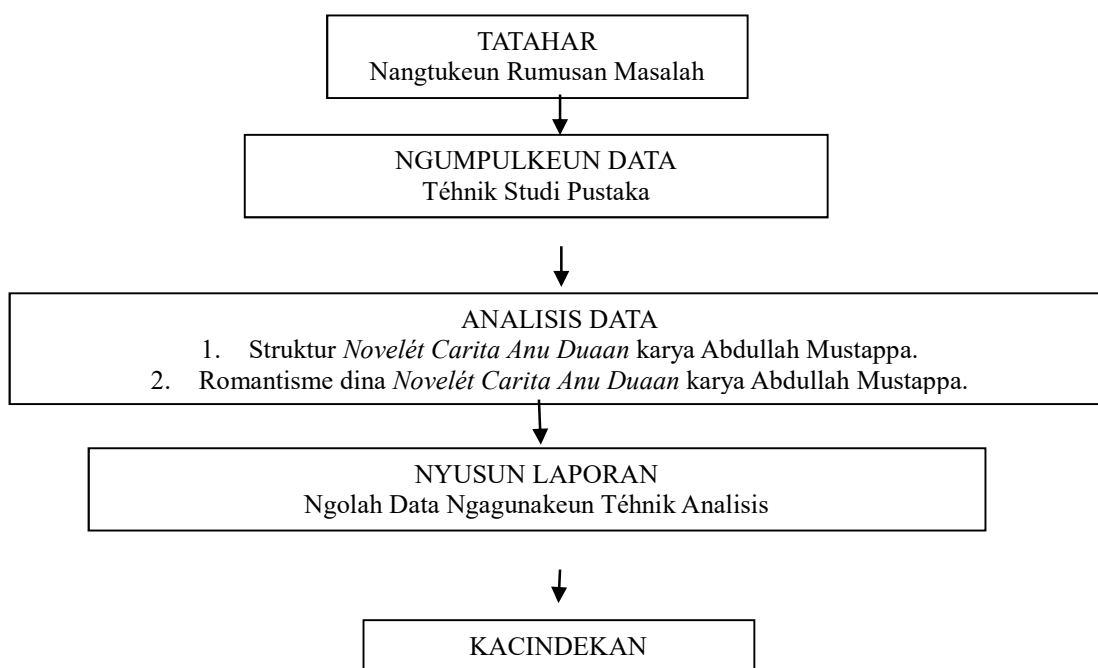 TATAHAR
Nangtukeun Rumusan Masalah
NGUMPULKEUN DATA
Téhnik Studi Pustaka
ANALISIS DATA
1. Struktur Novelét Carita Anu Duaan karya Abdullah Mustappa.
2. Romantisme dina Novelét Carita Anu Duaan karya Abdullah Mustappa.
NYUSUN LAPORAN
Ngolah Data Ngagunakeun Téhnik Analisis
KACINDEKAN